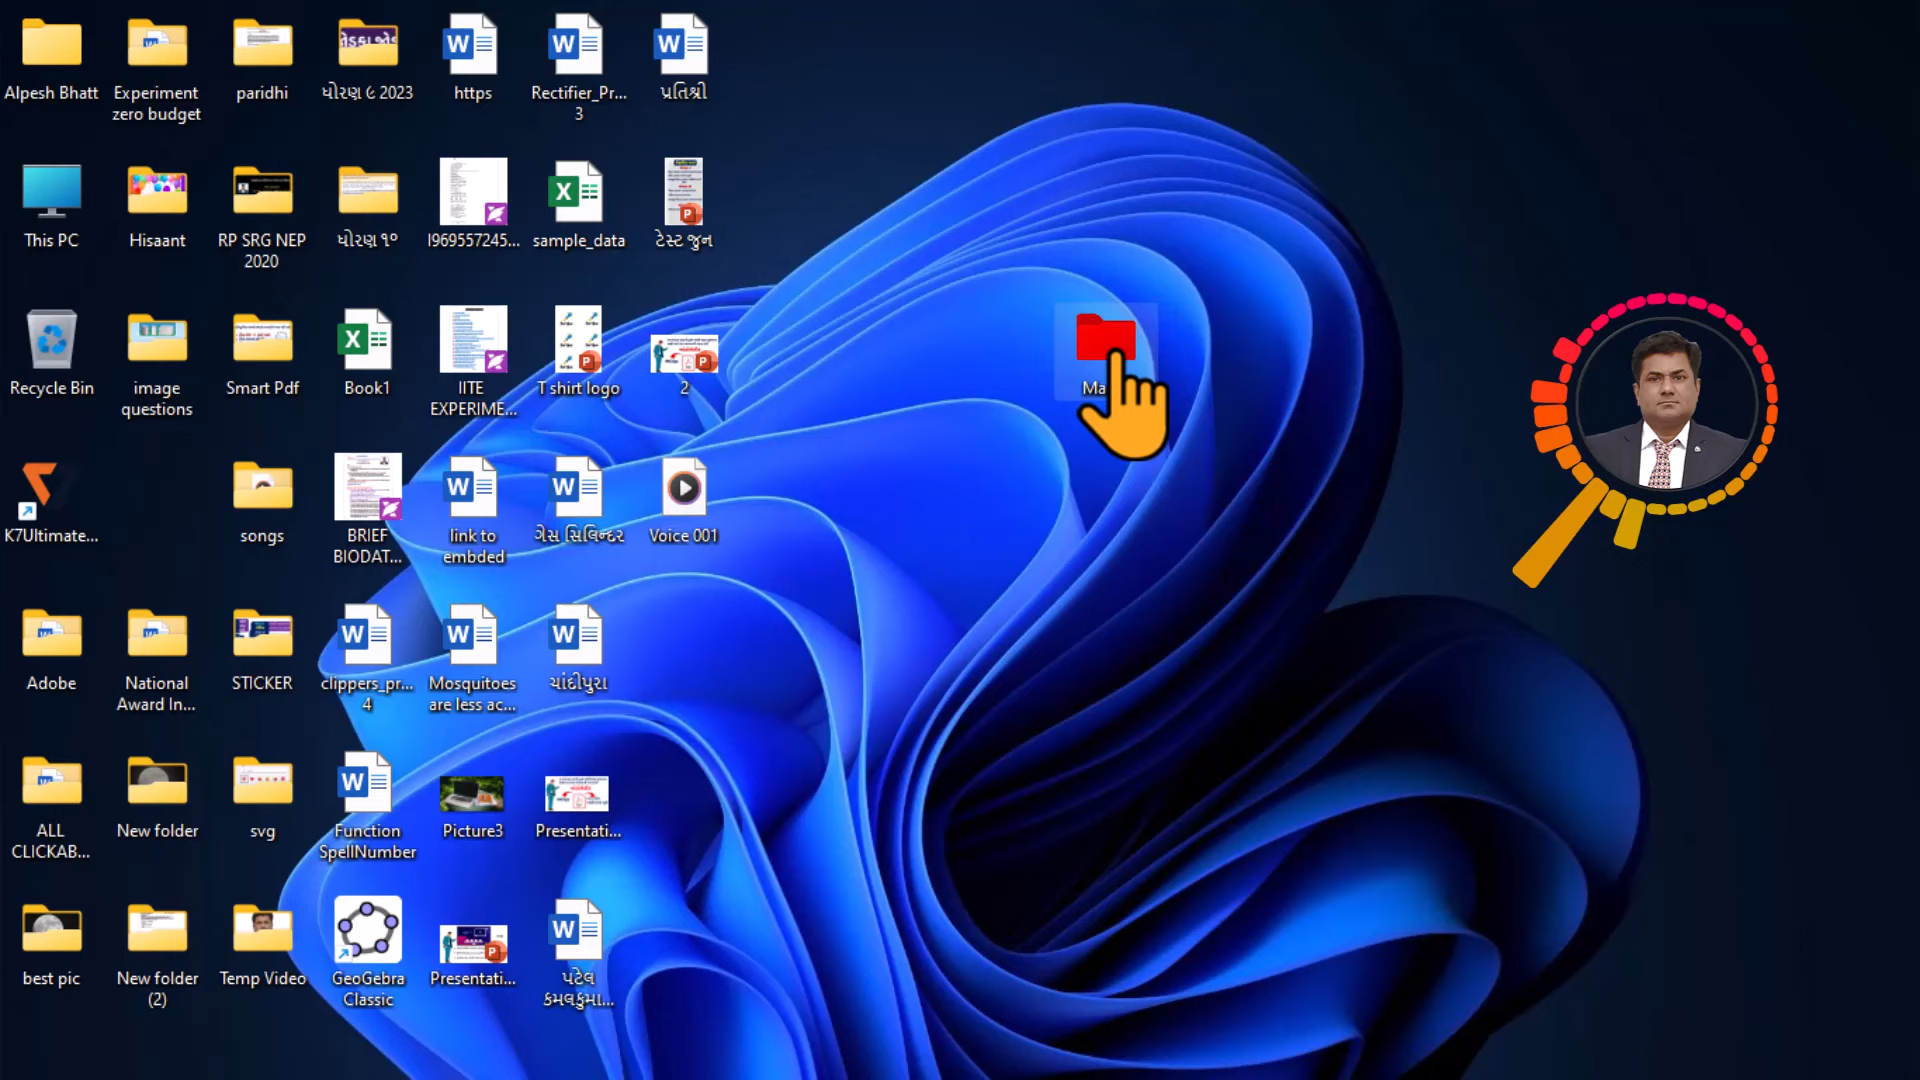 Alpesh Bhatt
Experiment
zero budget
paridhi
ધોરણ ૯ 2023
https
Rectifier_Pr...
3
પ્રતિશ્રી
This PC
Hisaant
RP SRG NEP
2020
ધોરણ ૧૦
I969557245...
sample_data
ટેસ્ટ જુન
Recycle Bin
image
questions
Smart Pdf
Book1
IITE
EXPERIME...
T shirt logo
2
Ma
K7Ultimate...
songs
BRIEF
BIODAT...
link to
embded
ગેસ સિલિન્ડર
Voice 001
Adobe
National
Award In...
STICKER
clippers_pr...
4
Mosquitoes
are less ac...
ચાંદીપુરા
ALL
CLICKAB...
New folder
svg
Function
SpellNumber
Picture3
Presentati...
best pic
New folder
(2)
Temp Video
GeoGebra
Classic
Presentati...
પટેલ
કમલકુમા...